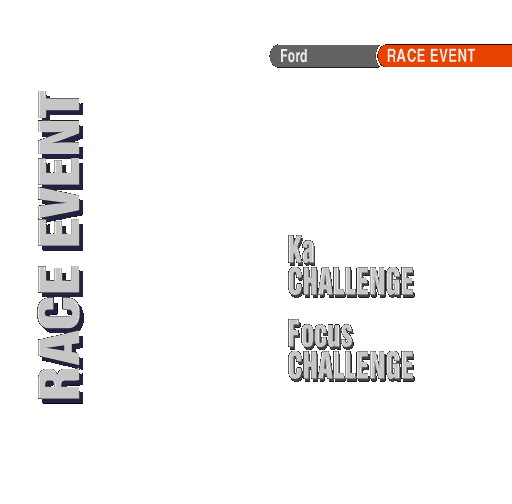 Ford
RACE EVENT
RACE EVENT
Ka
CHALLENGE
Focus
CHALLENGE